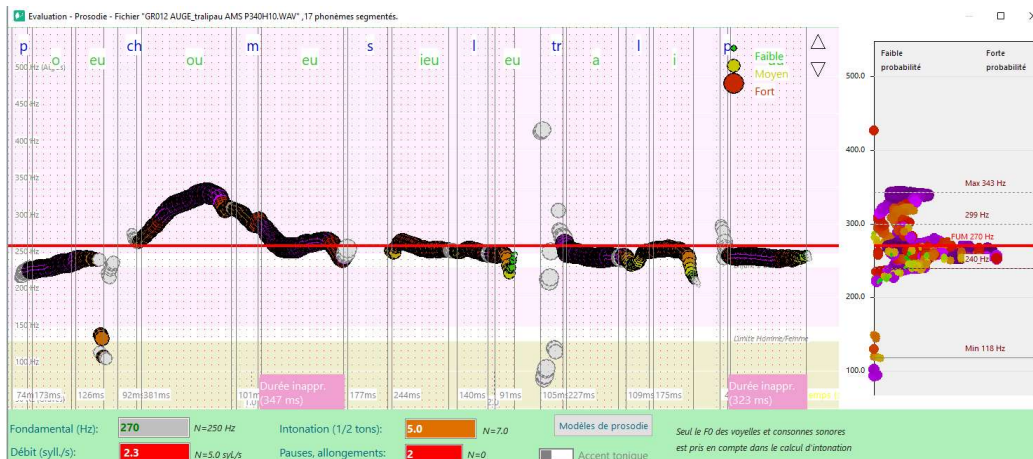 Evaluation - Prosodie - Fichier "GR012 AUGE_tralipau AMS P340H10.WAV" ,17 phonèmes segmentés.
p ch m s l tr l p
o eu ou eu ieu eu a i
Faible
Moyen
Fort
500 Hz
450 Hz
400 Hz
350 Hz
300 Hz
250 Hz
200 Hz
150 Hz
100 Hz
Limite Homme/Femme
Durée inappr.
(347 ms)
Durée inappr.
(323 ms)
173ms 126ms 92ms 381ms 177ms 244ms 140ms 91ms 105ms 227ms 109ms 175ms
Faible probabilité
Forte probabilité
500.0
400.0
300.0
200.0
100.0
Max 343 Hz
299 Hz
FUM 270 Hz
240 Hz
Min 118 Hz
Fondamental (Hz): 270 N=250 Hz
Intonation (1/2 tons): 5.0 N=7.0
Modèles de prosodie
Seul le F0 des voyelles et consonnes sonores
est pris en compte dans le calcul d'intonation
Débit (syll./s): 2.3 N=5.0 syl/s
Pauses, allongements: 2 N=0
Accent tonique